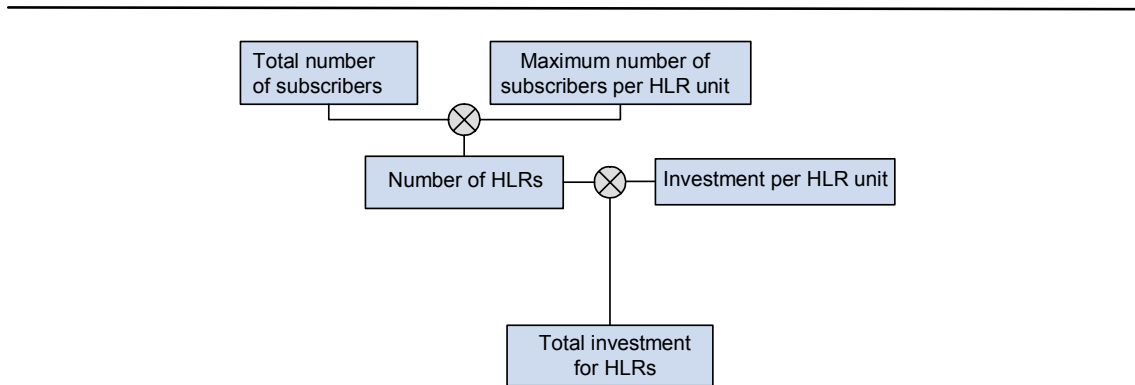 Total number
of subscribers
Maximum number of
subscribers per HLR unit
Number of HLRs
Investment per HLR unit
Total investment
for HLRs